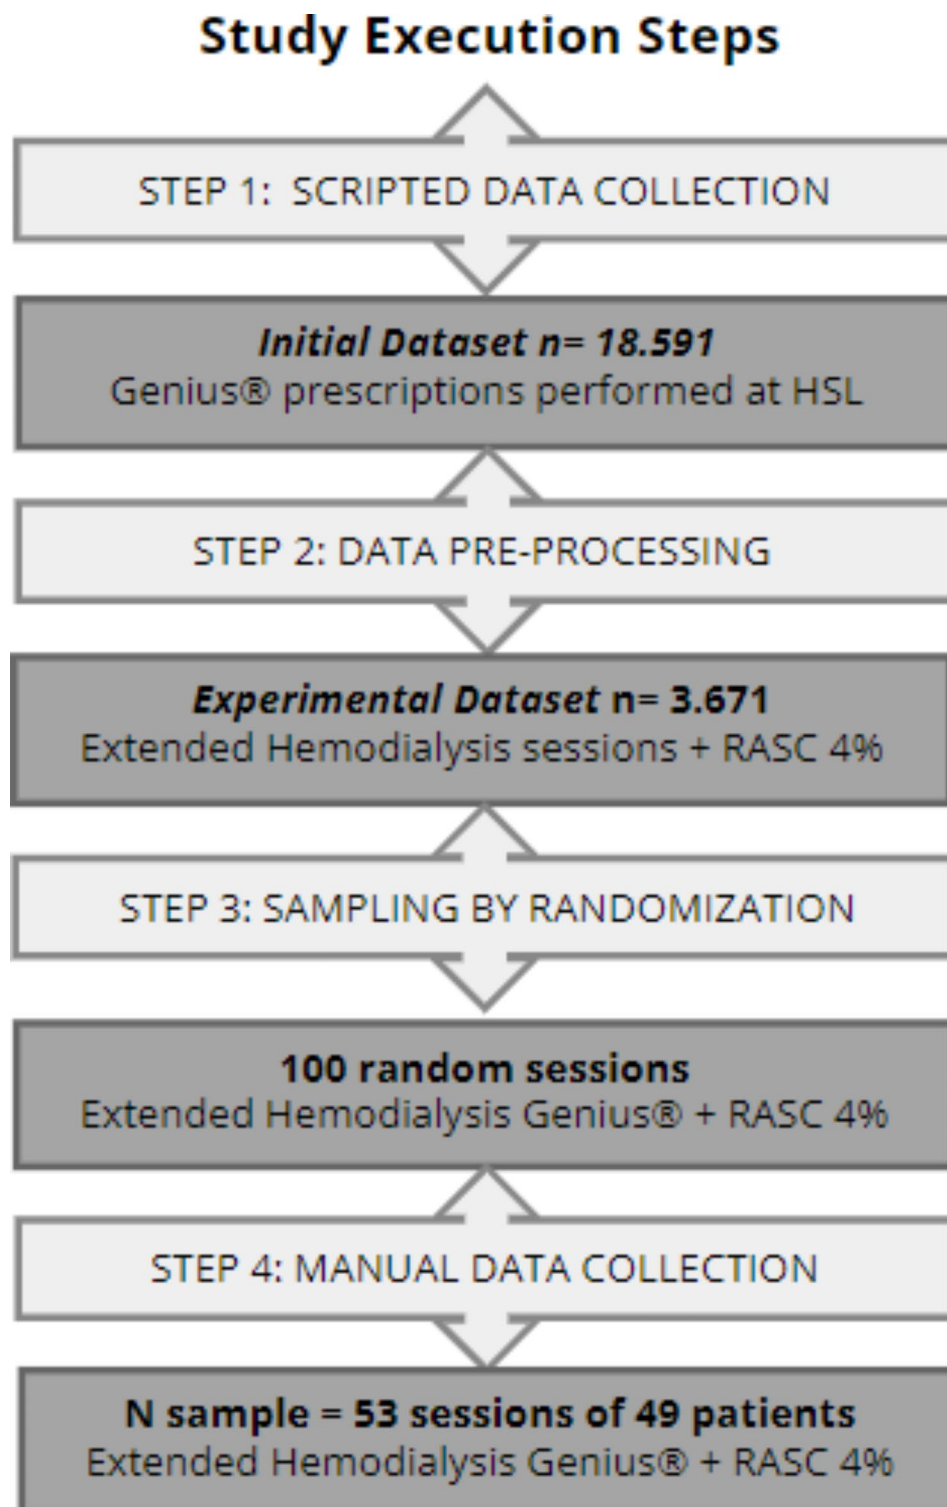 Study Execution Steps
STEP 1: SCRIPTED DATA COLLECTION
Initial Dataset n= 18.591
Genius® prescriptions performed at HSL
STEP 2: DATA PRE-PROCESSING
Experimental Dataset n= 3.671
Extended Hemodialysis sessions + RASC 4%
STEP 3: SAMPLING BY RANDOMIZATION
100 random sessions
Extended Hemodialysis Genius® + RASC 4%
STEP 4: MANUAL DATA COLLECTION
N sample = 53 sessions of 49 patients
Extended Hemodialysis Genius® + RASC 4%